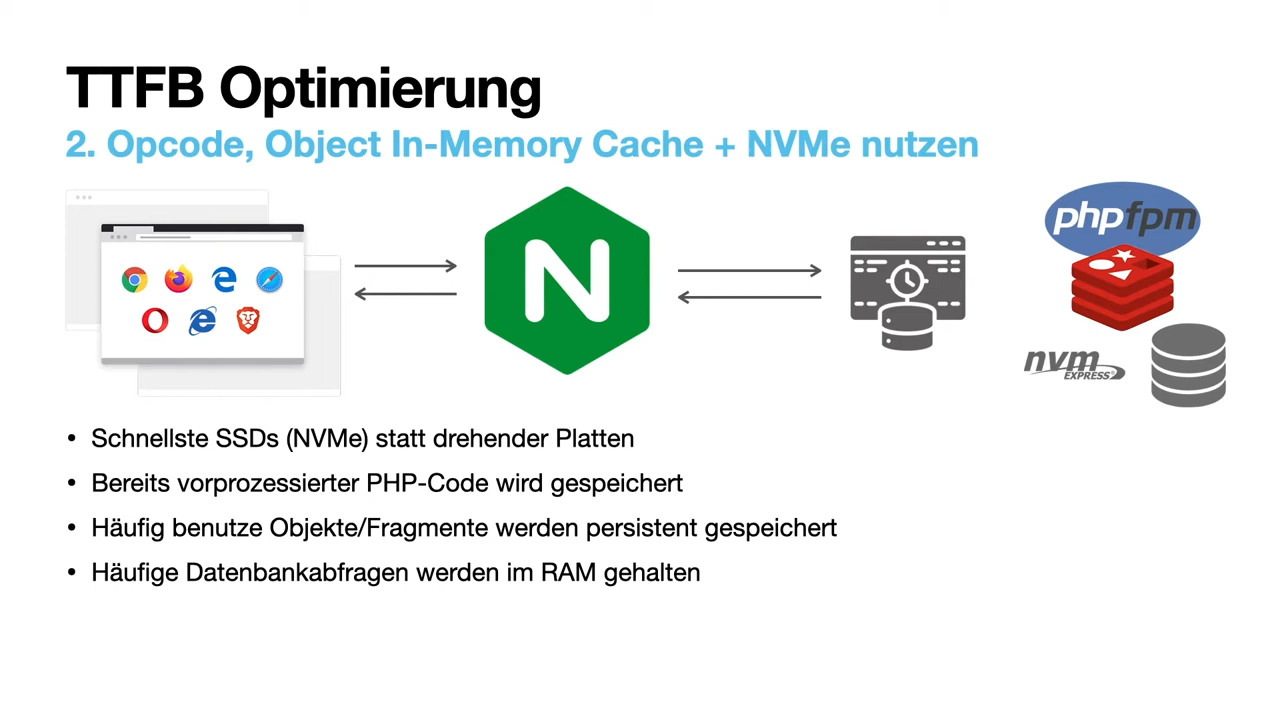 TTFB Optimierung
2. Opcode, Object In-Memory Cache + NVMe nutzen
N
phpfpm
nvm
EXPRESS®
• Schnellste SSDs (NVMe) statt drehender Platten
• Bereits vorprozessierter PHP-Code wird gespeichert
• Häufig benutze Objekte/Fragmente werden persistent gespeichert
• Häufige Datenbankabfragen werden im RAM gehalten